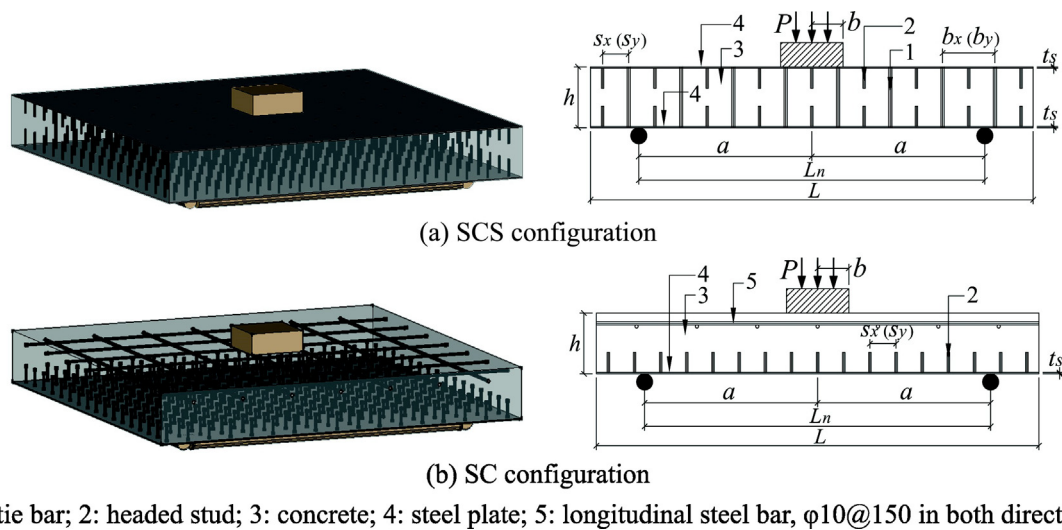 4
3
P
b
2
1
sx (sy)
bx (by)
ts
h
4
ts
a
a
Ln
L
(a) SCS configuration
4
3
P
b
5
2
sx (sy)
h
ts
a
a
Ln
L
(b) SC configuration
tie bar; 2: headed stud; 3: concrete; 4: steel plate; 5: longitudinal steel bar, φ10@150 in both direct